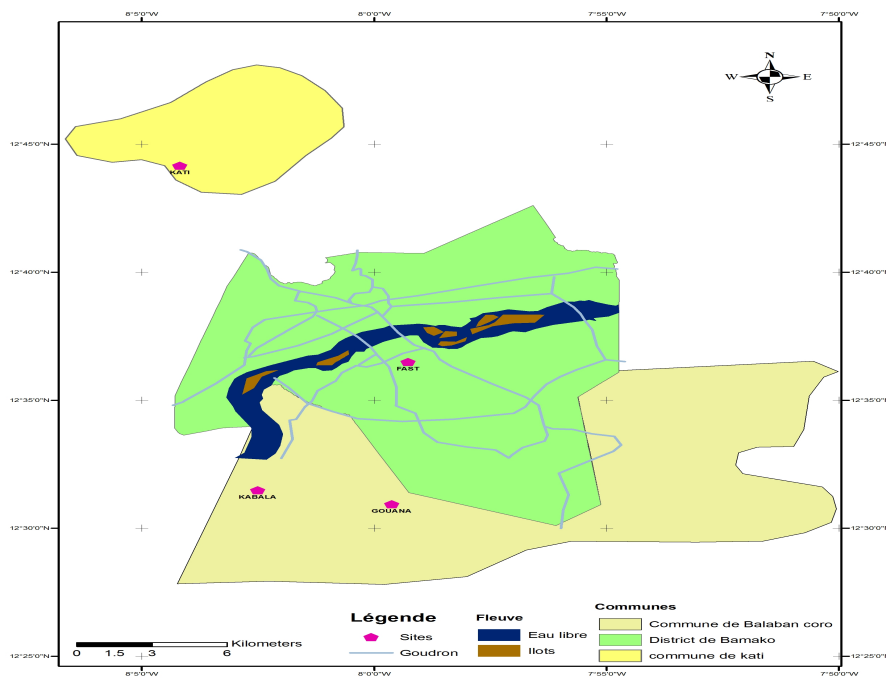 8°5'0"W 8°0'0"W 7°55'0"W 7°50'0"W
N
W E
S
12°45'0"N 12°45'0"N
KATI
12°40'0"N 12°40'0"N
FAST
12°35'0"N 12°35'0"N
KABALA
GOUANA
12°30'0"N 12°30'0"N
Légende
Sites
Goudron
Fleuve
Eau libre
Ilots
Communes
Commune de Balaban coro
District de Bamako
commune de kati
Kilometers
0 1.5 3 6
12°25'0"N 12°25'0"N
8°5'0"W 8°0'0"W 7°55'0"W 7°50'0"W